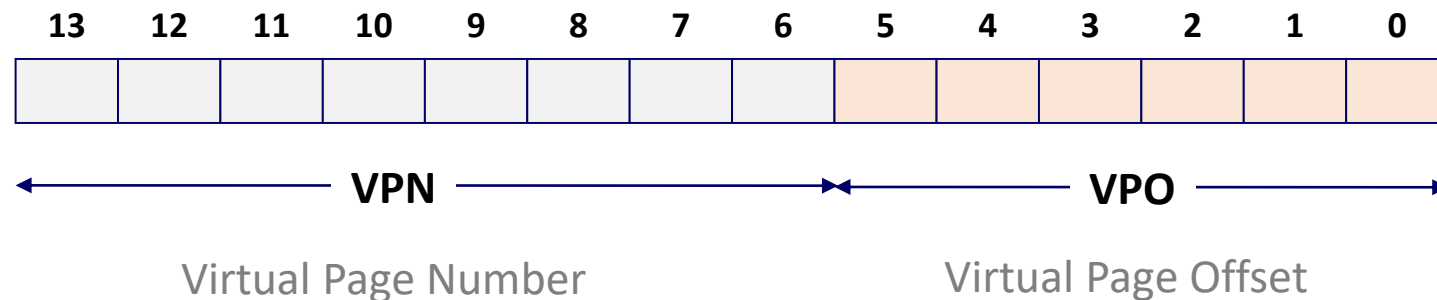 13 12 11 10 9 8 7 6 5 4 3 2 1 0
VPN VPO
Virtual Page Number Virtual Page Offset